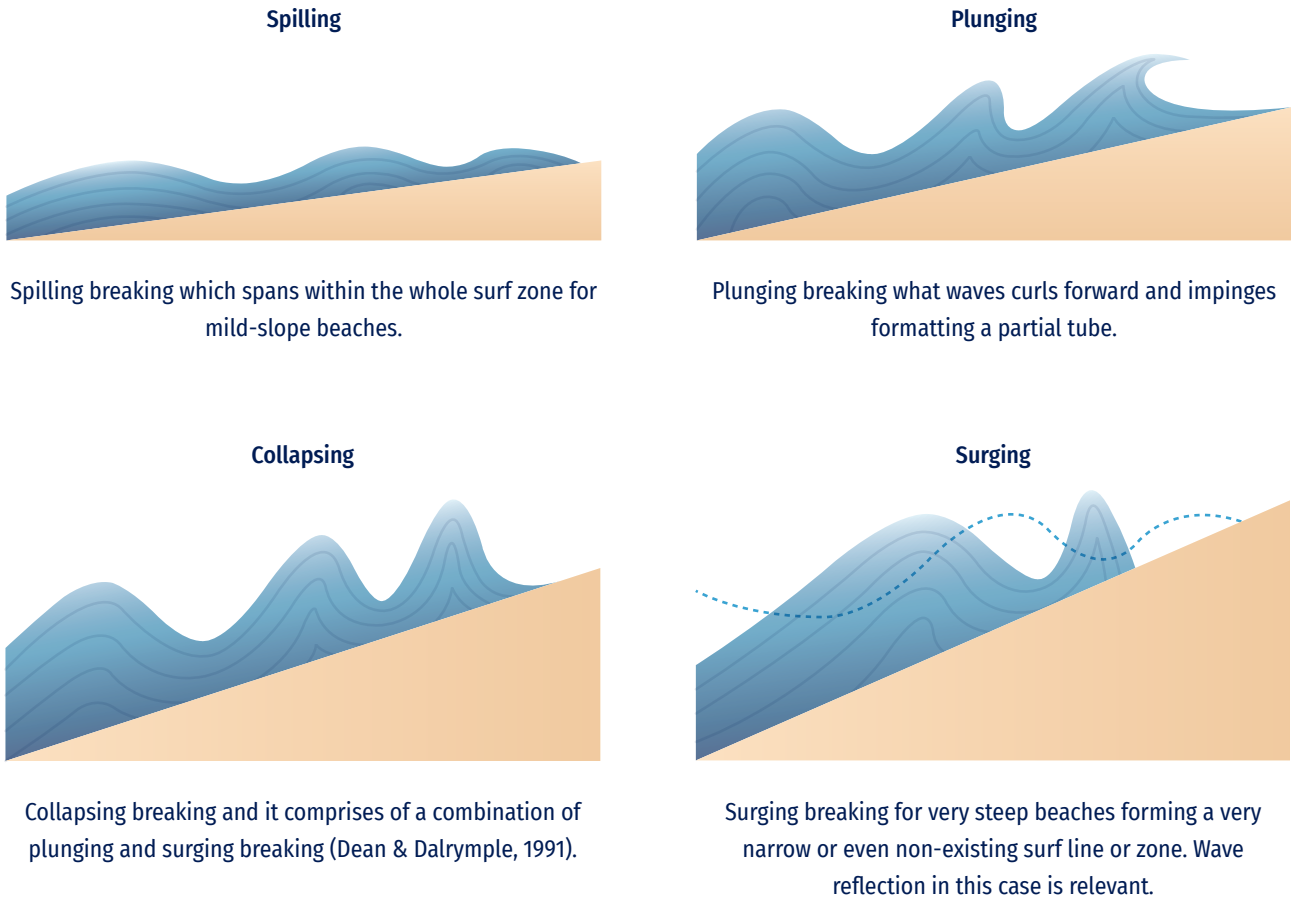 Spilling
Spilling breaking which spans within the whole surf zone for
mild-slope beaches.
Plunging
Plunging breaking what waves curls forward and impinges
formatting a partial tube.
Collapsing
Collapsing breaking and it comprises of a combination of
plunging and surging breaking (Dean & Dalrymple, 1991).
Surging
Surging breaking for very steep beaches forming a very
narrow or even non-existing surf line or zone. Wave
reflection in this case is relevant.